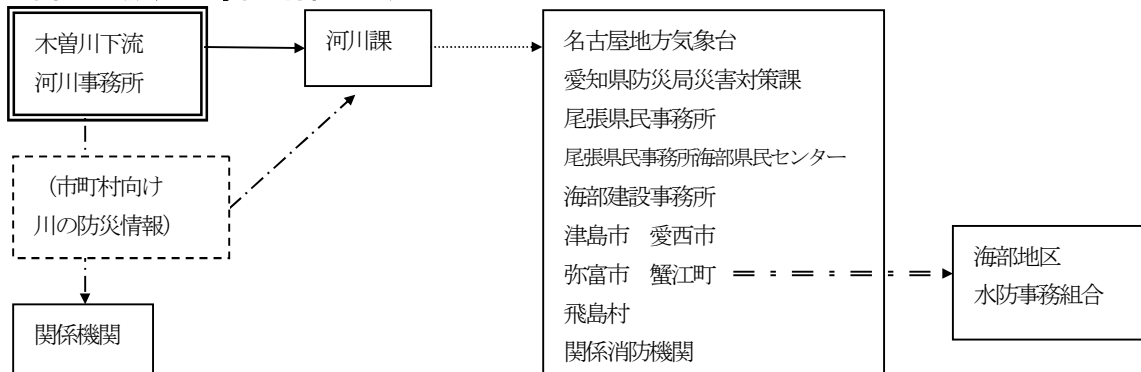 木曽川下流
河川事務所
河川課
(市町村向け
川の防災情報)
関係機関
名古屋地方気象台
愛知県防災局災害対策課
尾張県民事務所
尾張県民事務所海部県民センター
海部建設事務所
津島市　愛西市
弥富市　蟹江町
飛島村
関係消防機関
海部地区
水防事務組合